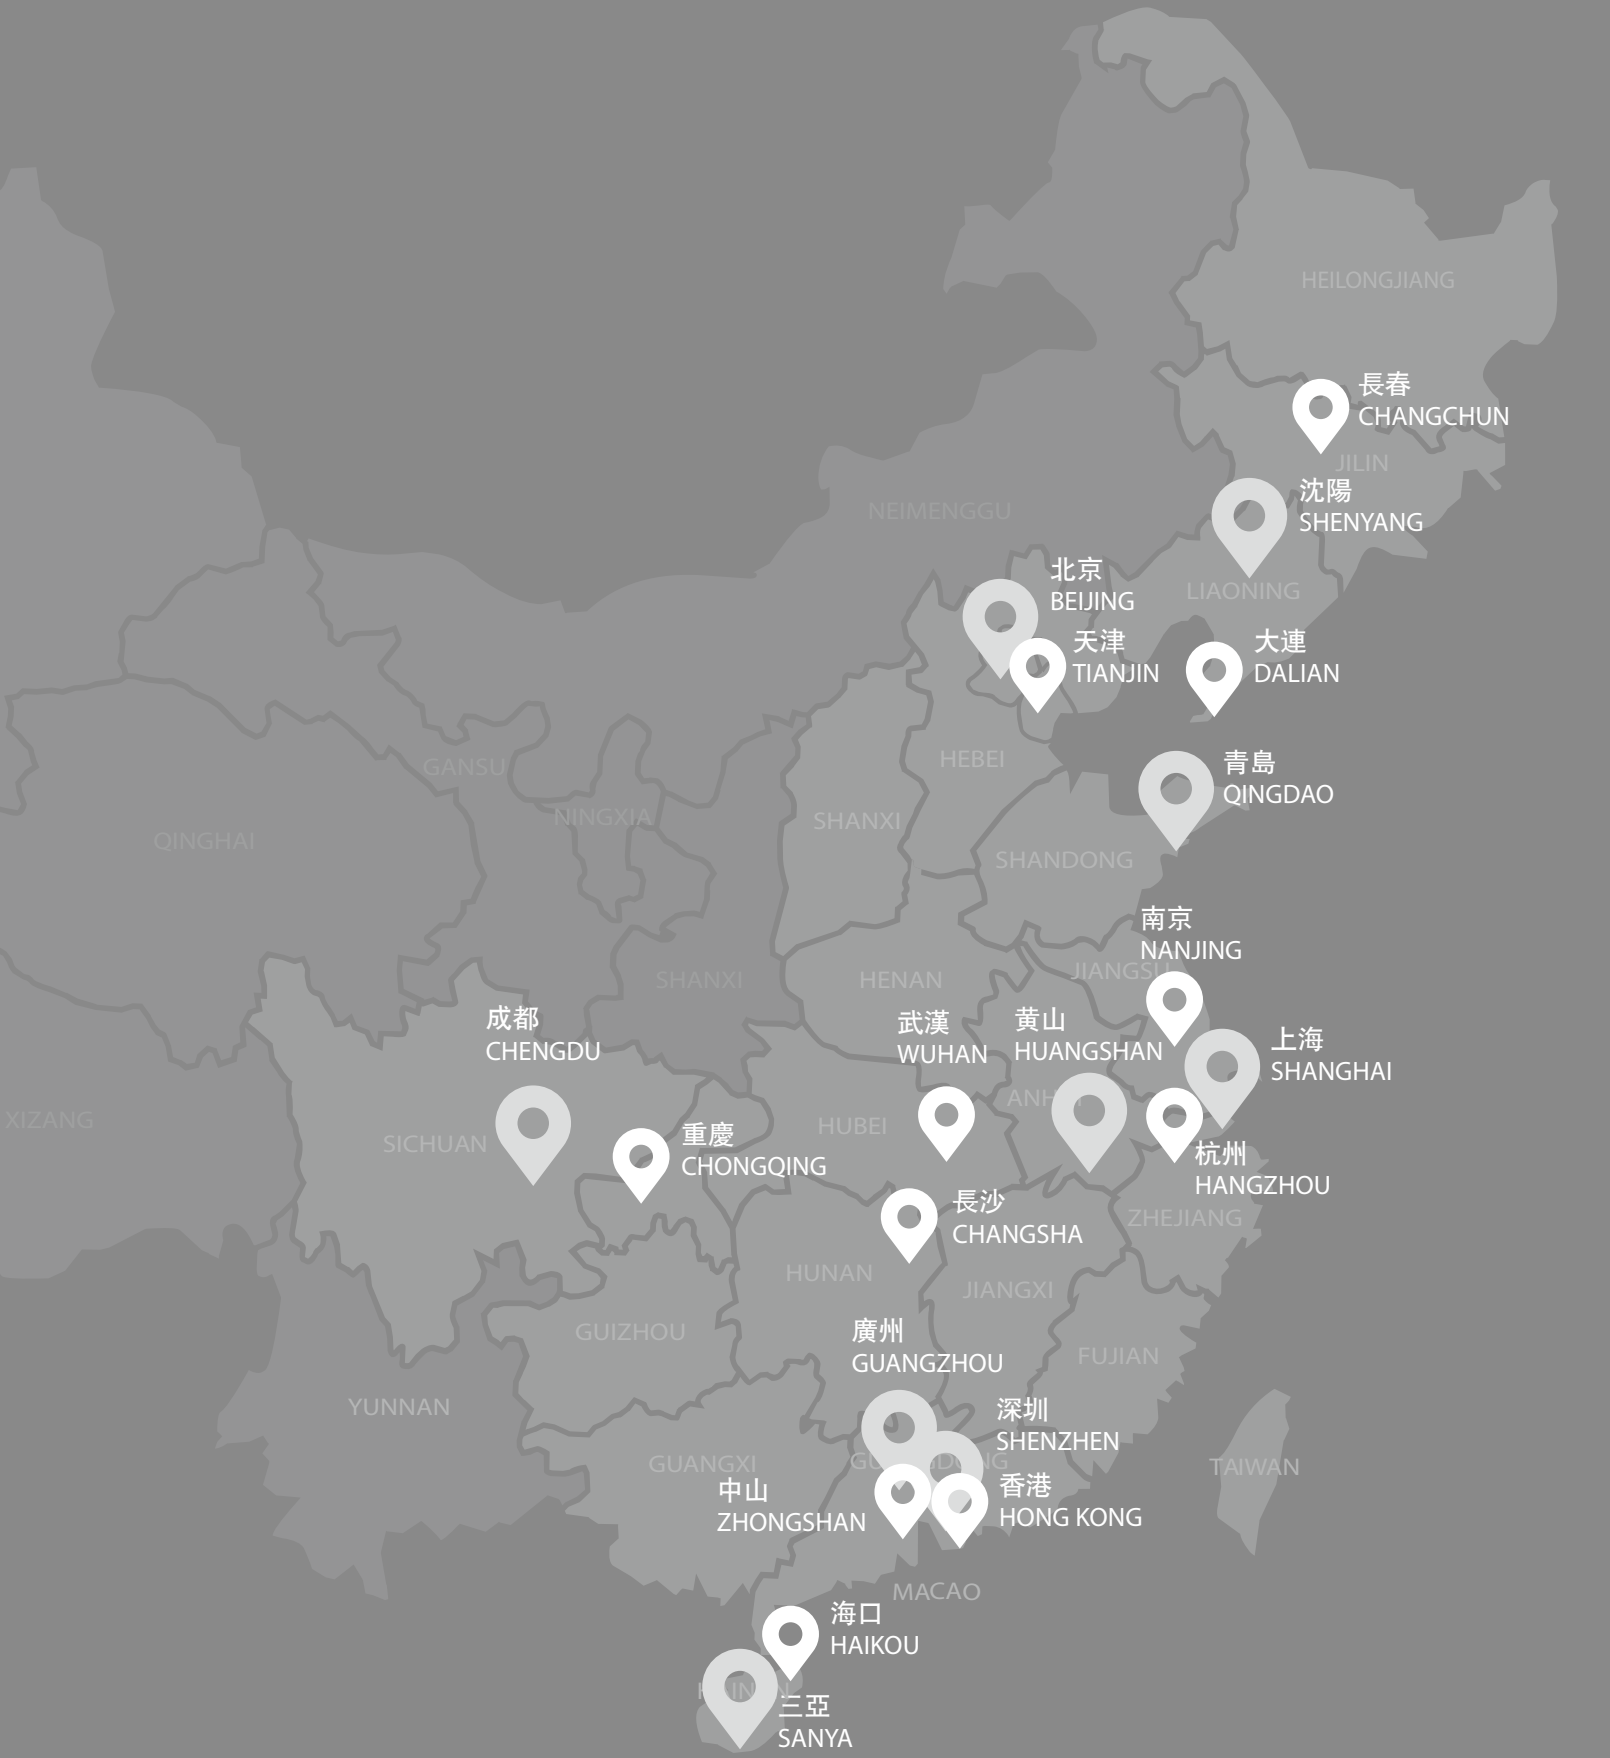 HEILONGJIANG
長春
CHANGCHUN
JILIN
沈陽
SHENYANG
NEIMENGGU
北京
BEIJING
LIAONING
天津
TIANJIN
大連
DALIAN
青島
QINGDAO
HEBEI
GANSU
NINGXIA
SHANXI
QINGHAI
SHANDONG
南京
NANJING
JIANGSU
SHANXI
HENAN
成都
CHENGDU
武漢
WUHAN
黄山
HUANGSHAN
上海
SHANGHAI
ANHUI
XIZANG
SICHUAN
HUBEI
重慶
CHONGQING
杭州
HANGZHOU
長沙
CHANGSHA
ZHEJIANG
HUNAN
JIANGXI
GUIZHOU
廣州
GUANGZHOU
FUJIAN
YUNNAN
深圳
SHENZHEN
GUANGXI
GUANGDONG
TAIWAN
中山
ZHONGSHAN
香港
HONG KONG
MACAO
海口
HAIKOU
HAINAN
三亞
SANYA